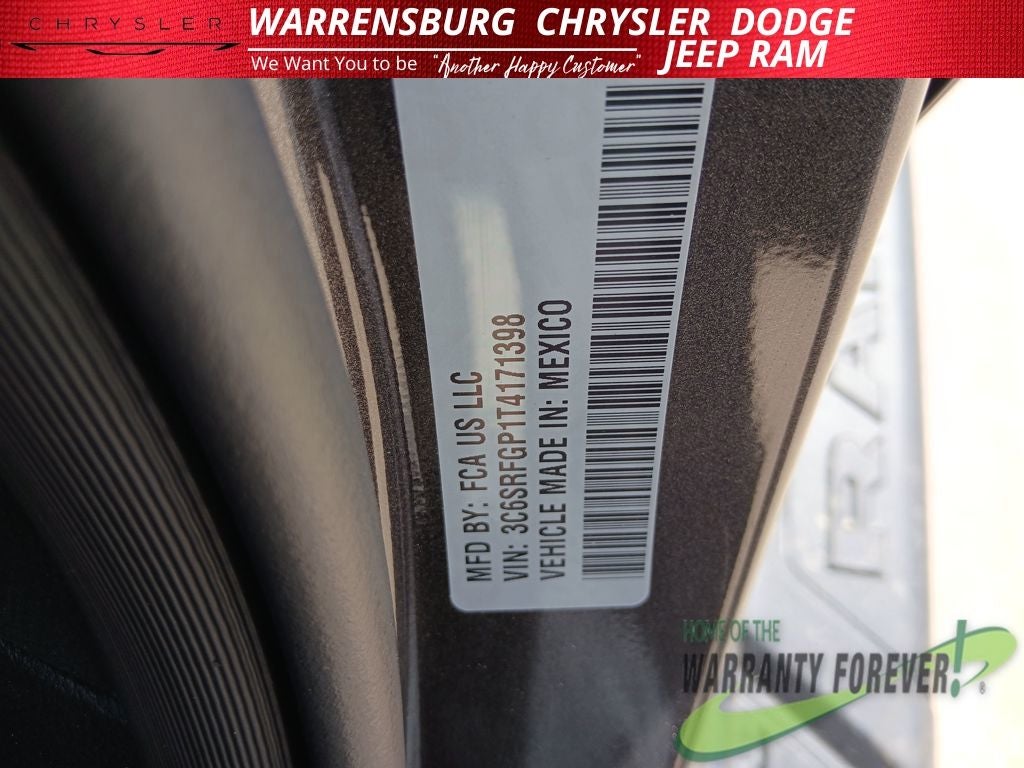 CHRYSLER
WARRENSBURG CHRYSLER DODGE
JEEP RAM
We Want You to be "Another Happy Customer"
MFD BY: FCA US LLC
VIN: 3C6SRFGP1T4171398
VEHICLE MADE IN: MEXICO
RAM
HOME OF THE
WARRANTY FOREVER!®